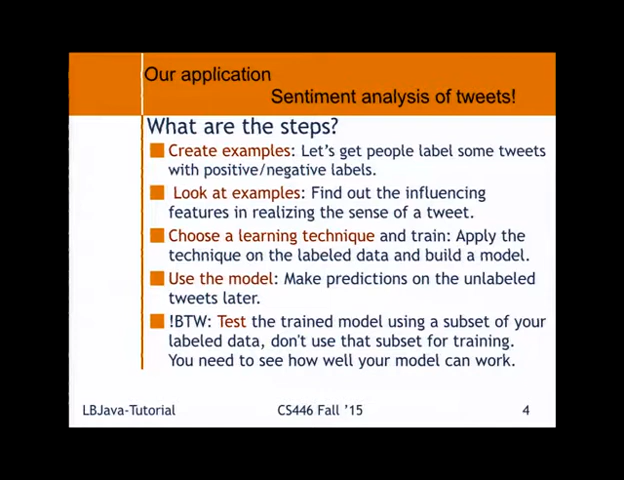 Our application
Sentiment analysis of tweets!
What are the steps?
Create examples: Let's get people label some tweets
with positive/negative labels.
Look at examples: Find out the influencing
features in realizing the sense of a tweet.
Choose a learning technique and train: Apply the
technique on the labeled data and build a model.
Use the model: Make predictions on the unlabeled
tweets later.
!BTW: Test the trained model using a subset of your
labeled data, don't use that subset for training.
You need to see how well your model can work.
LBJava-Tutorial CS446 Fall '15 4